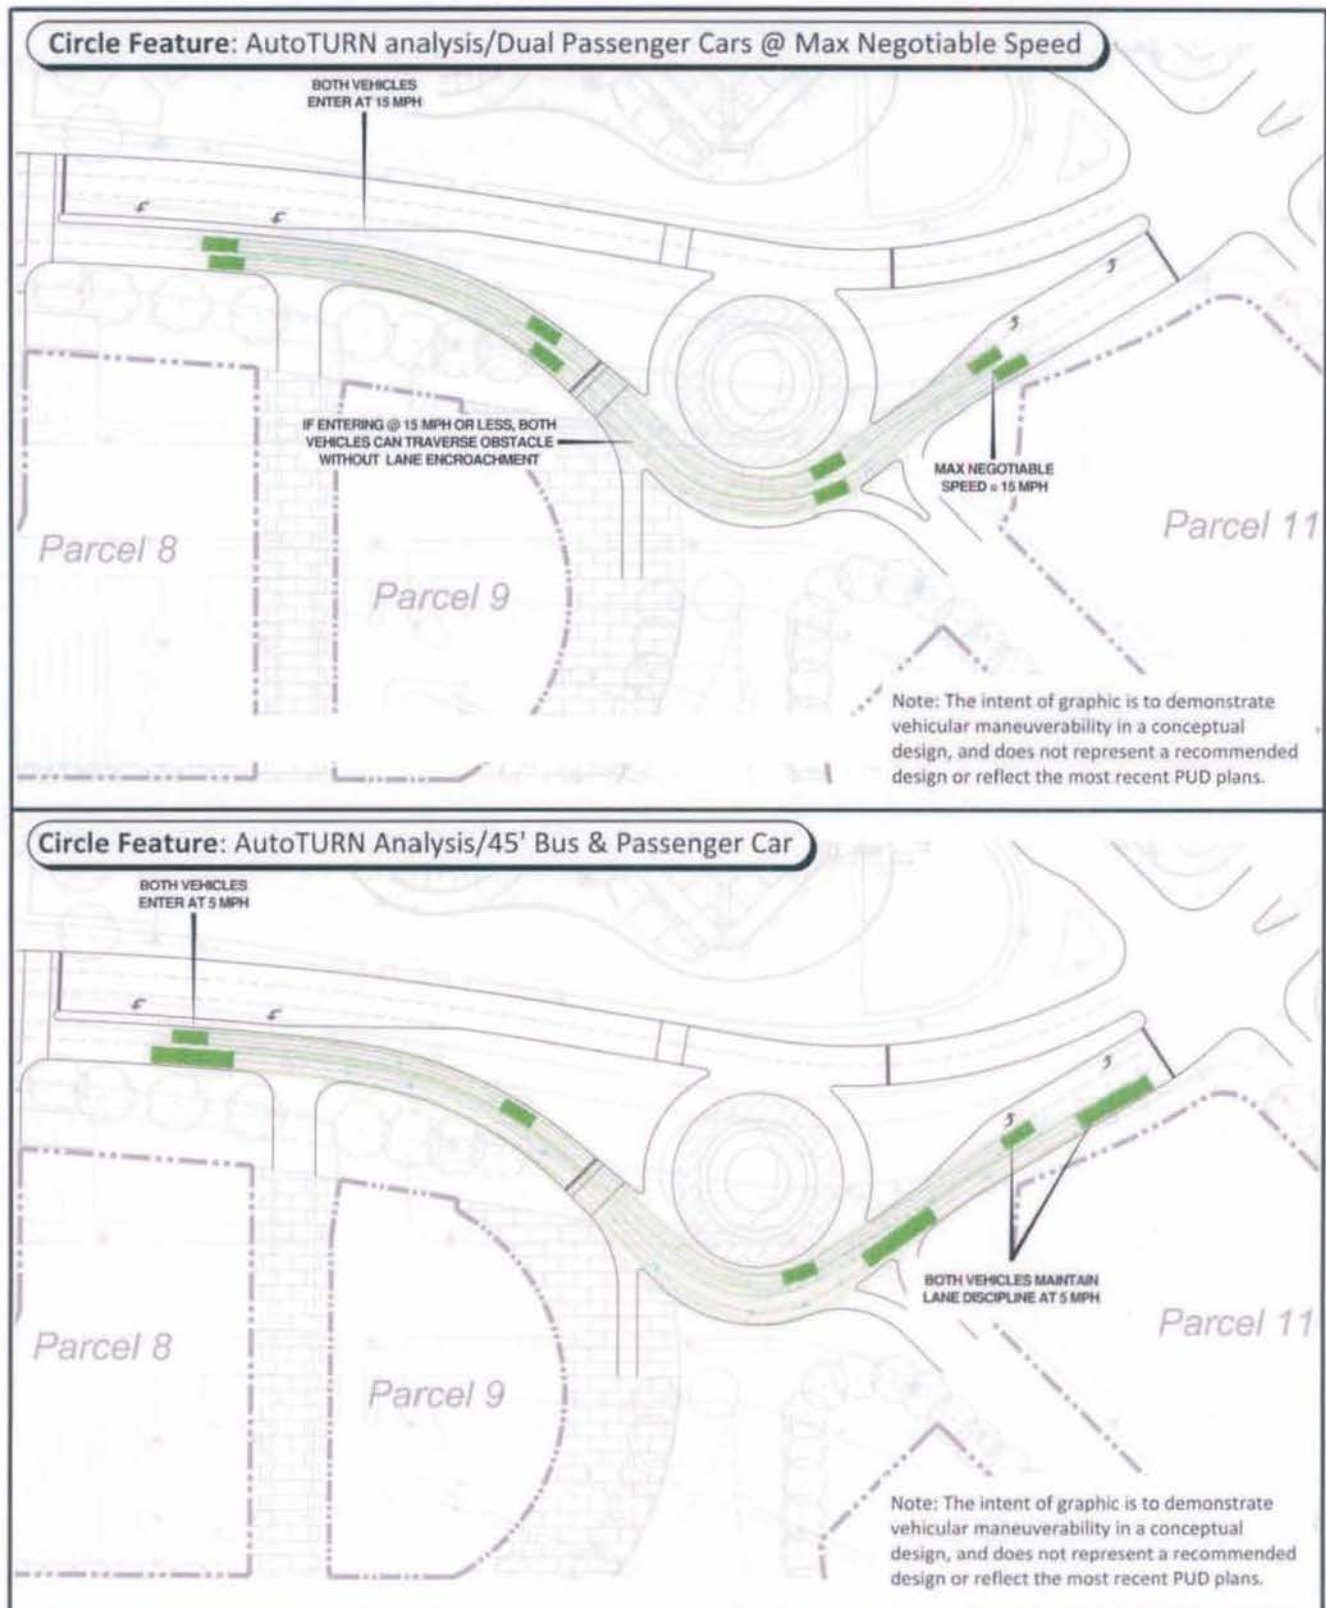 Circle Feature: AutoTURN analysis/Dual Passenger Cars @ Max Negotiable Speed
BOTH VEHICLES
ENTER AT 15 MPH
IF ENTERING @ 15 MPH OR LESS, BOTH
VEHICLES CAN TRAVERSE OBSTACLE
WITHOUT LANE ENCROACHMENT
MAX NEGOTIABLE
SPEED = 15 MPH
Parcel 8
Parcel 9
Parcel 11
Note: The intent of graphic is to demonstrate
vehicular maneuverability in a conceptual
design, and does not represent a recommended
design or reflect the most recent PUD plans.
Circle Feature: AutoTURN Analysis/45' Bus & Passenger Car
BOTH VEHICLES
ENTER AT 5 MPH
BOTH VEHICLES MAINTAIN
LANE DISCIPLINE AT 5 MPH
Parcel 8
Parcel 9
Parcel 11
Note: The intent of graphic is to demonstrate
vehicular maneuverability in a conceptual
design, and does not represent a recommended
design or reflect the most recent PUD plans.